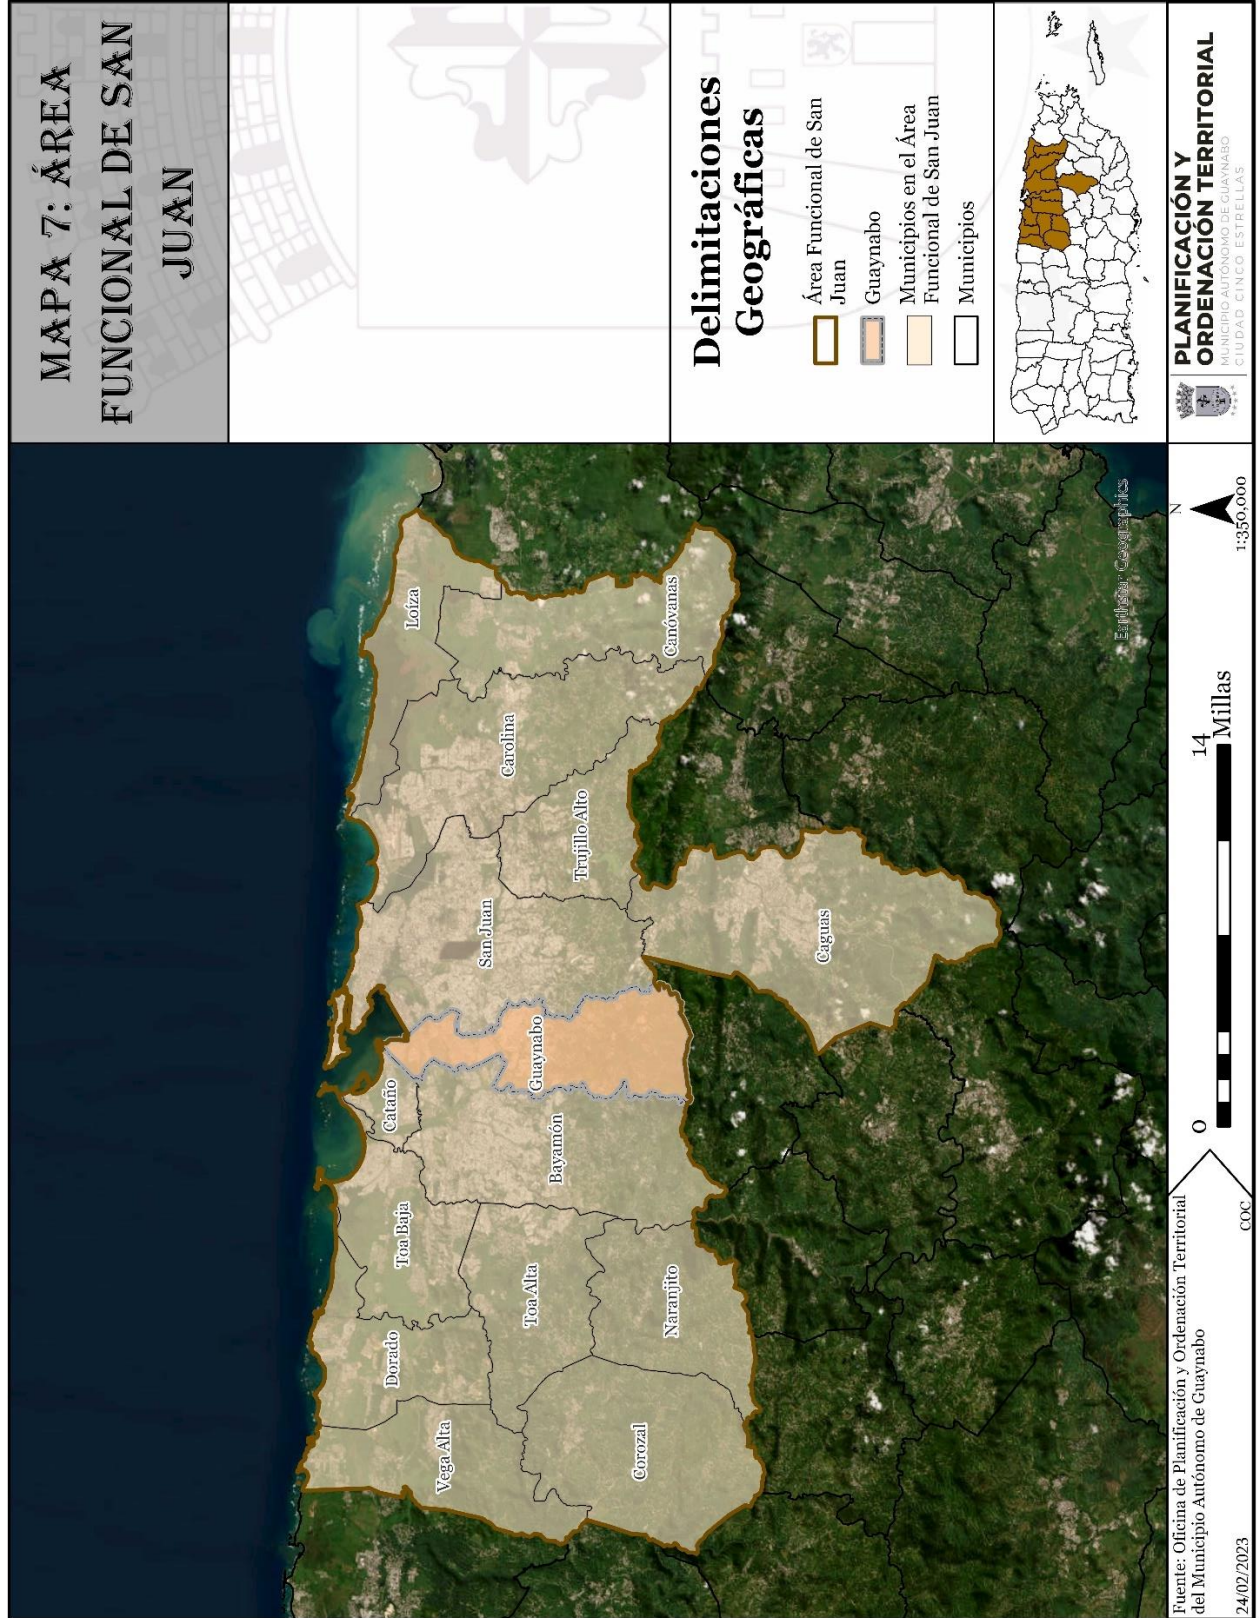 MAPA 7: ÁREA
FUNCIONAL DE SAN
JUAN
Delimitaciones
Geográficas
Área Funcional de San
Juan
Guaynabo
Municipios en el Área
Funcional de San Juan
Municipios
PLANIFICACIÓN Y
ORDENACIÓN TERRITORIAL
MUNICIPIO AUTÓNOMO DE GUAYNABO
CIUDAD CINCO ESTRELLAS
Loíza
Canóvanas
Carolina
Trujillo Alto
San Juan
Caguas
Guaynabo
Cataño
Bayamón
Toa Baja
Toa Alta
Naranjito
Dorado
Vega Alta
Corozal
Earthstar Geographics
N
1:350,000
0
14
Millas
Fuente: Oficina de Planificación y Ordenación Territorial
del Municipio Autónomo de Guaynabo
24/02/2023
COC